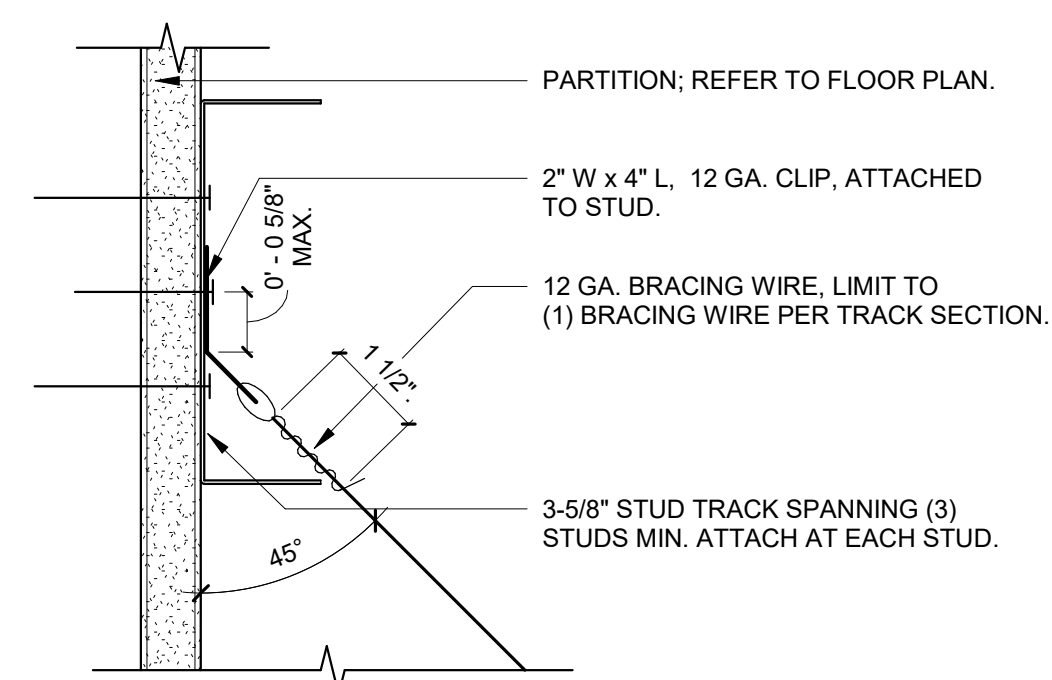 PARTITION; REFER TO FLOOR PLAN.
2" W x 4" L, 12 GA. CLIP, ATTACHED
TO STUD.
0' - 0 5/8"
MAX.
12 GA. BRACING WIRE, LIMIT TO
(1) BRACING WIRE PER TRACK SECTION.
1 1/2".
3-5/8" STUD TRACK SPANNING (3)
STUDS MIN. ATTACH AT EACH STUD.
45°